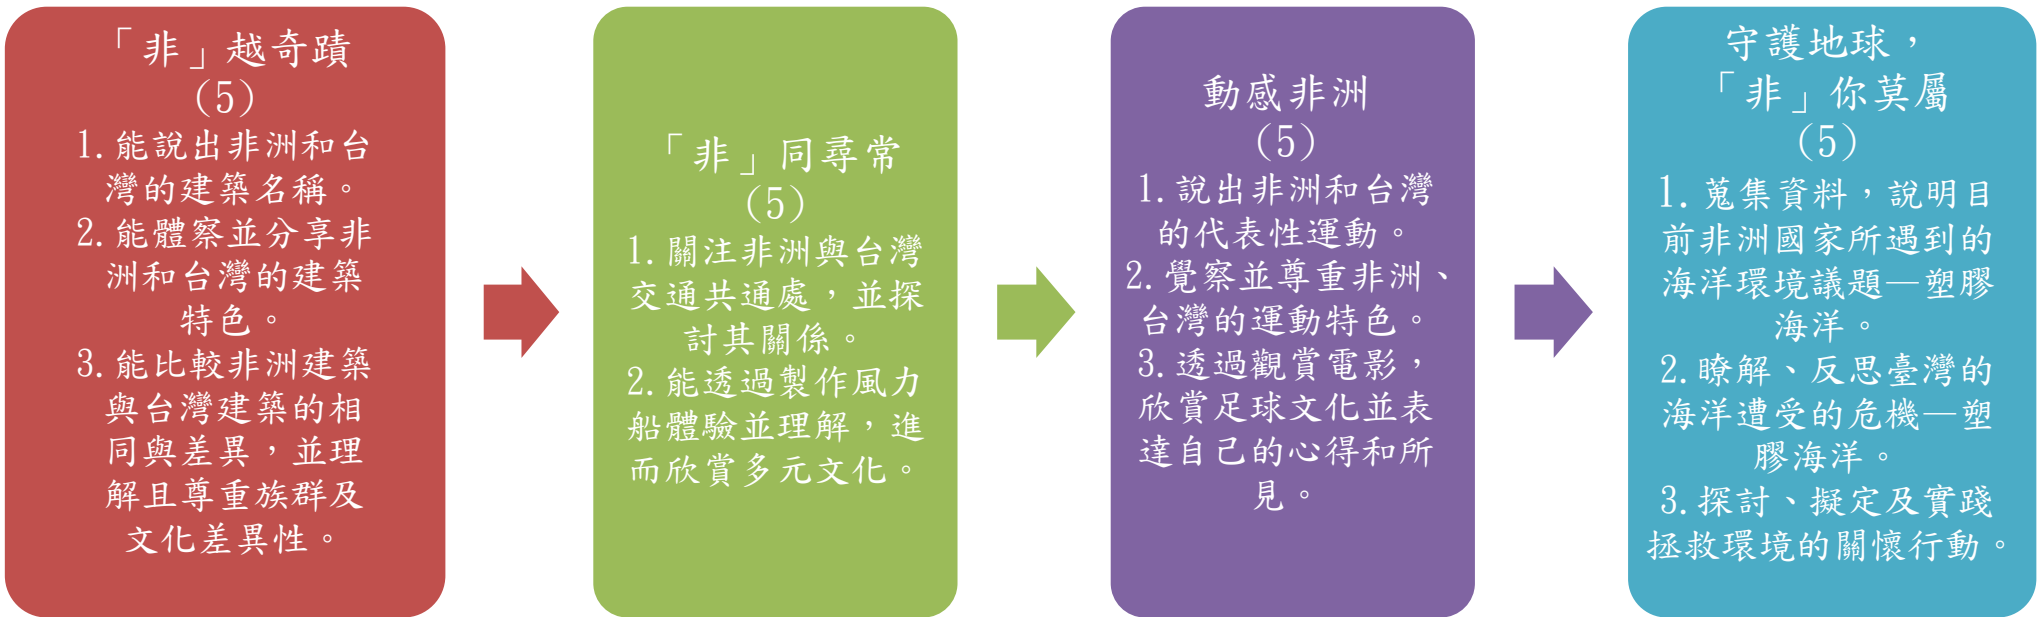 「非」越奇蹟
(5)
1.能說出非洲和台
灣的建築名稱。
2.能體察並分享非
洲和台灣的建築
特色。
3.能比較非洲建築
與台灣建築的相
同與差異，並理
解且尊重族群及
文化差異性。
「非」同尋常
(5)
1.關注非洲與台灣
交通共通處，並探
討其關係。
2.能透過製作風力
船體驗並理解，進
而欣賞多元文化。
動感非洲
(5)
1.說出非洲和台灣
的代表性運動。
2.覺察並尊重非洲、
台灣的運動特色。
3.透過觀賞電影，
欣賞足球文化並表
達自己的心得和所
見。
守護地球，
「非」你莫屬
(5)
1.蒐集資料，說明目
前非洲國家所遇到的
海洋環境議題—塑膠
海洋。
2.瞭解、反思臺灣的
海洋遭受的危機—塑
膠海洋。
3.探討、擬定及實踐
拯救環境的關懷行動。